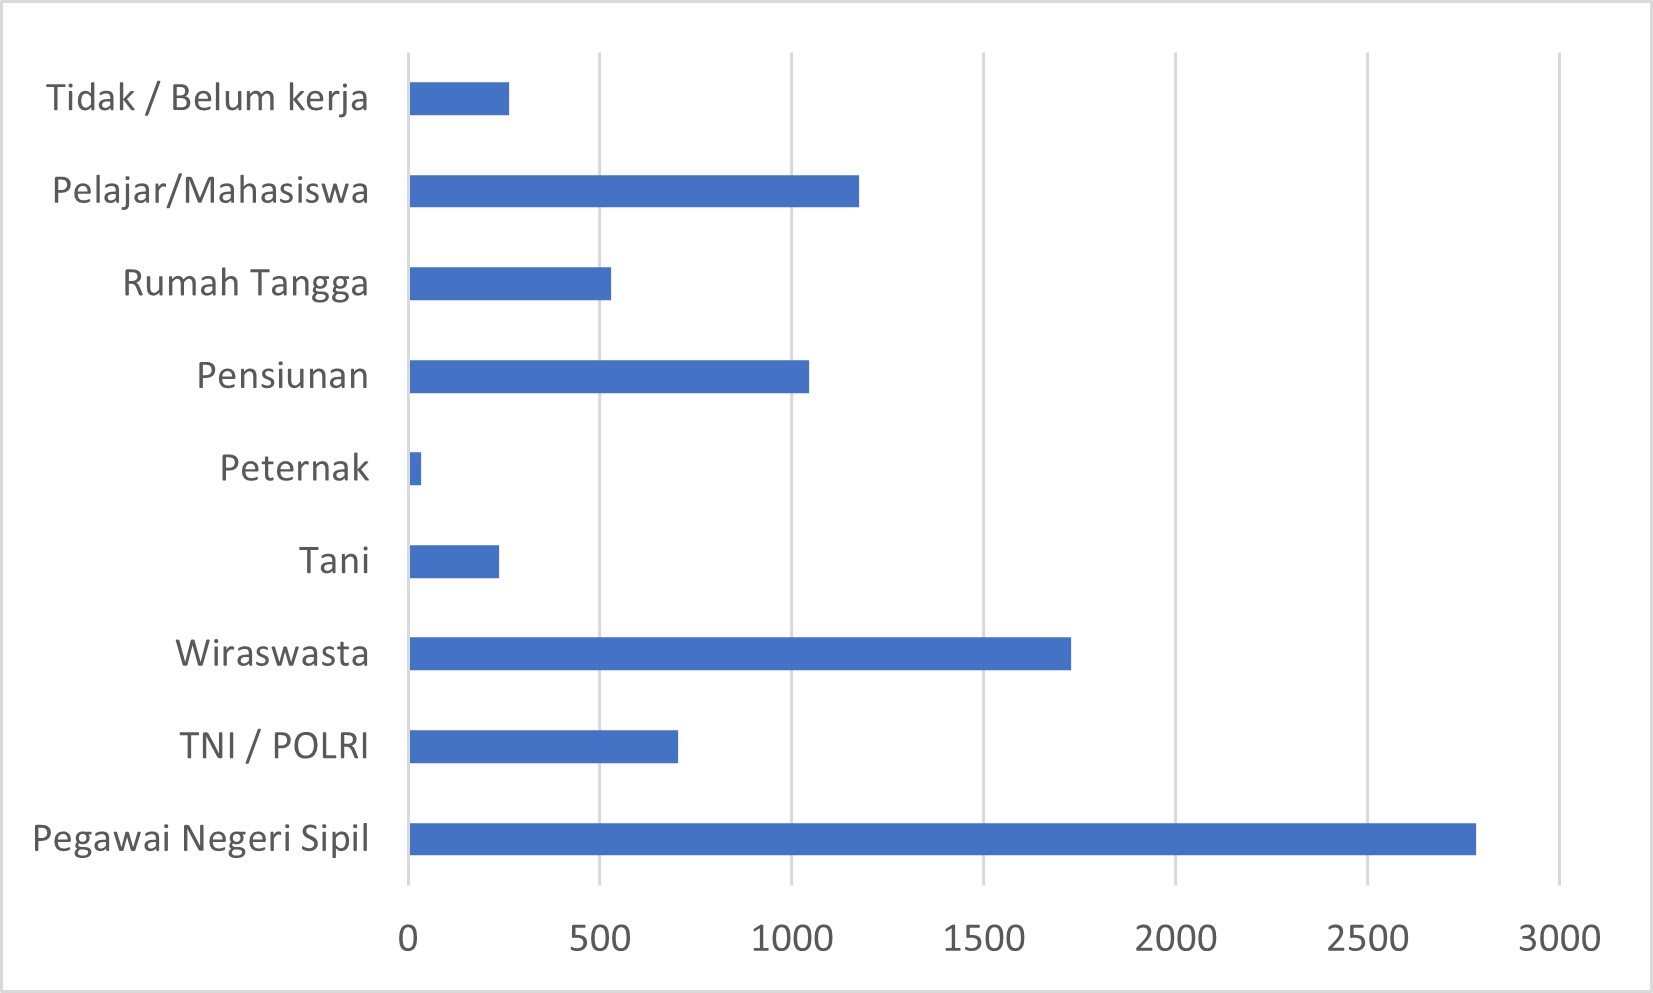 Tidak / Belum kerja
Pelajar/Mahasiswa
Rumah Tangga
Pensiunan
Peternak
Tani
Wiraswasta
TNI / POLRI
Pegawai Negeri Sipil
0 500 1000 1500 2000 2500 3000